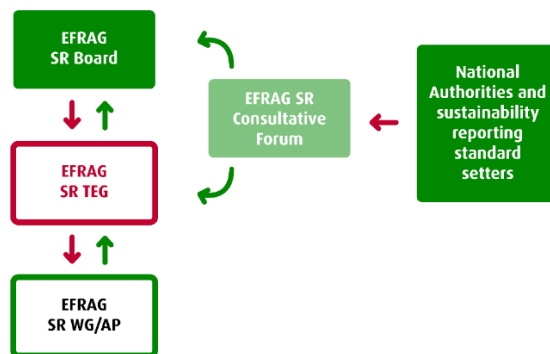 EFRAG
SR Board
EFRAG SR
Consultative
Forum
National
Authorities and
sustainability
reporting
standard
setters
EFRAG
SR TEG
EFRAG
SR WG/AP